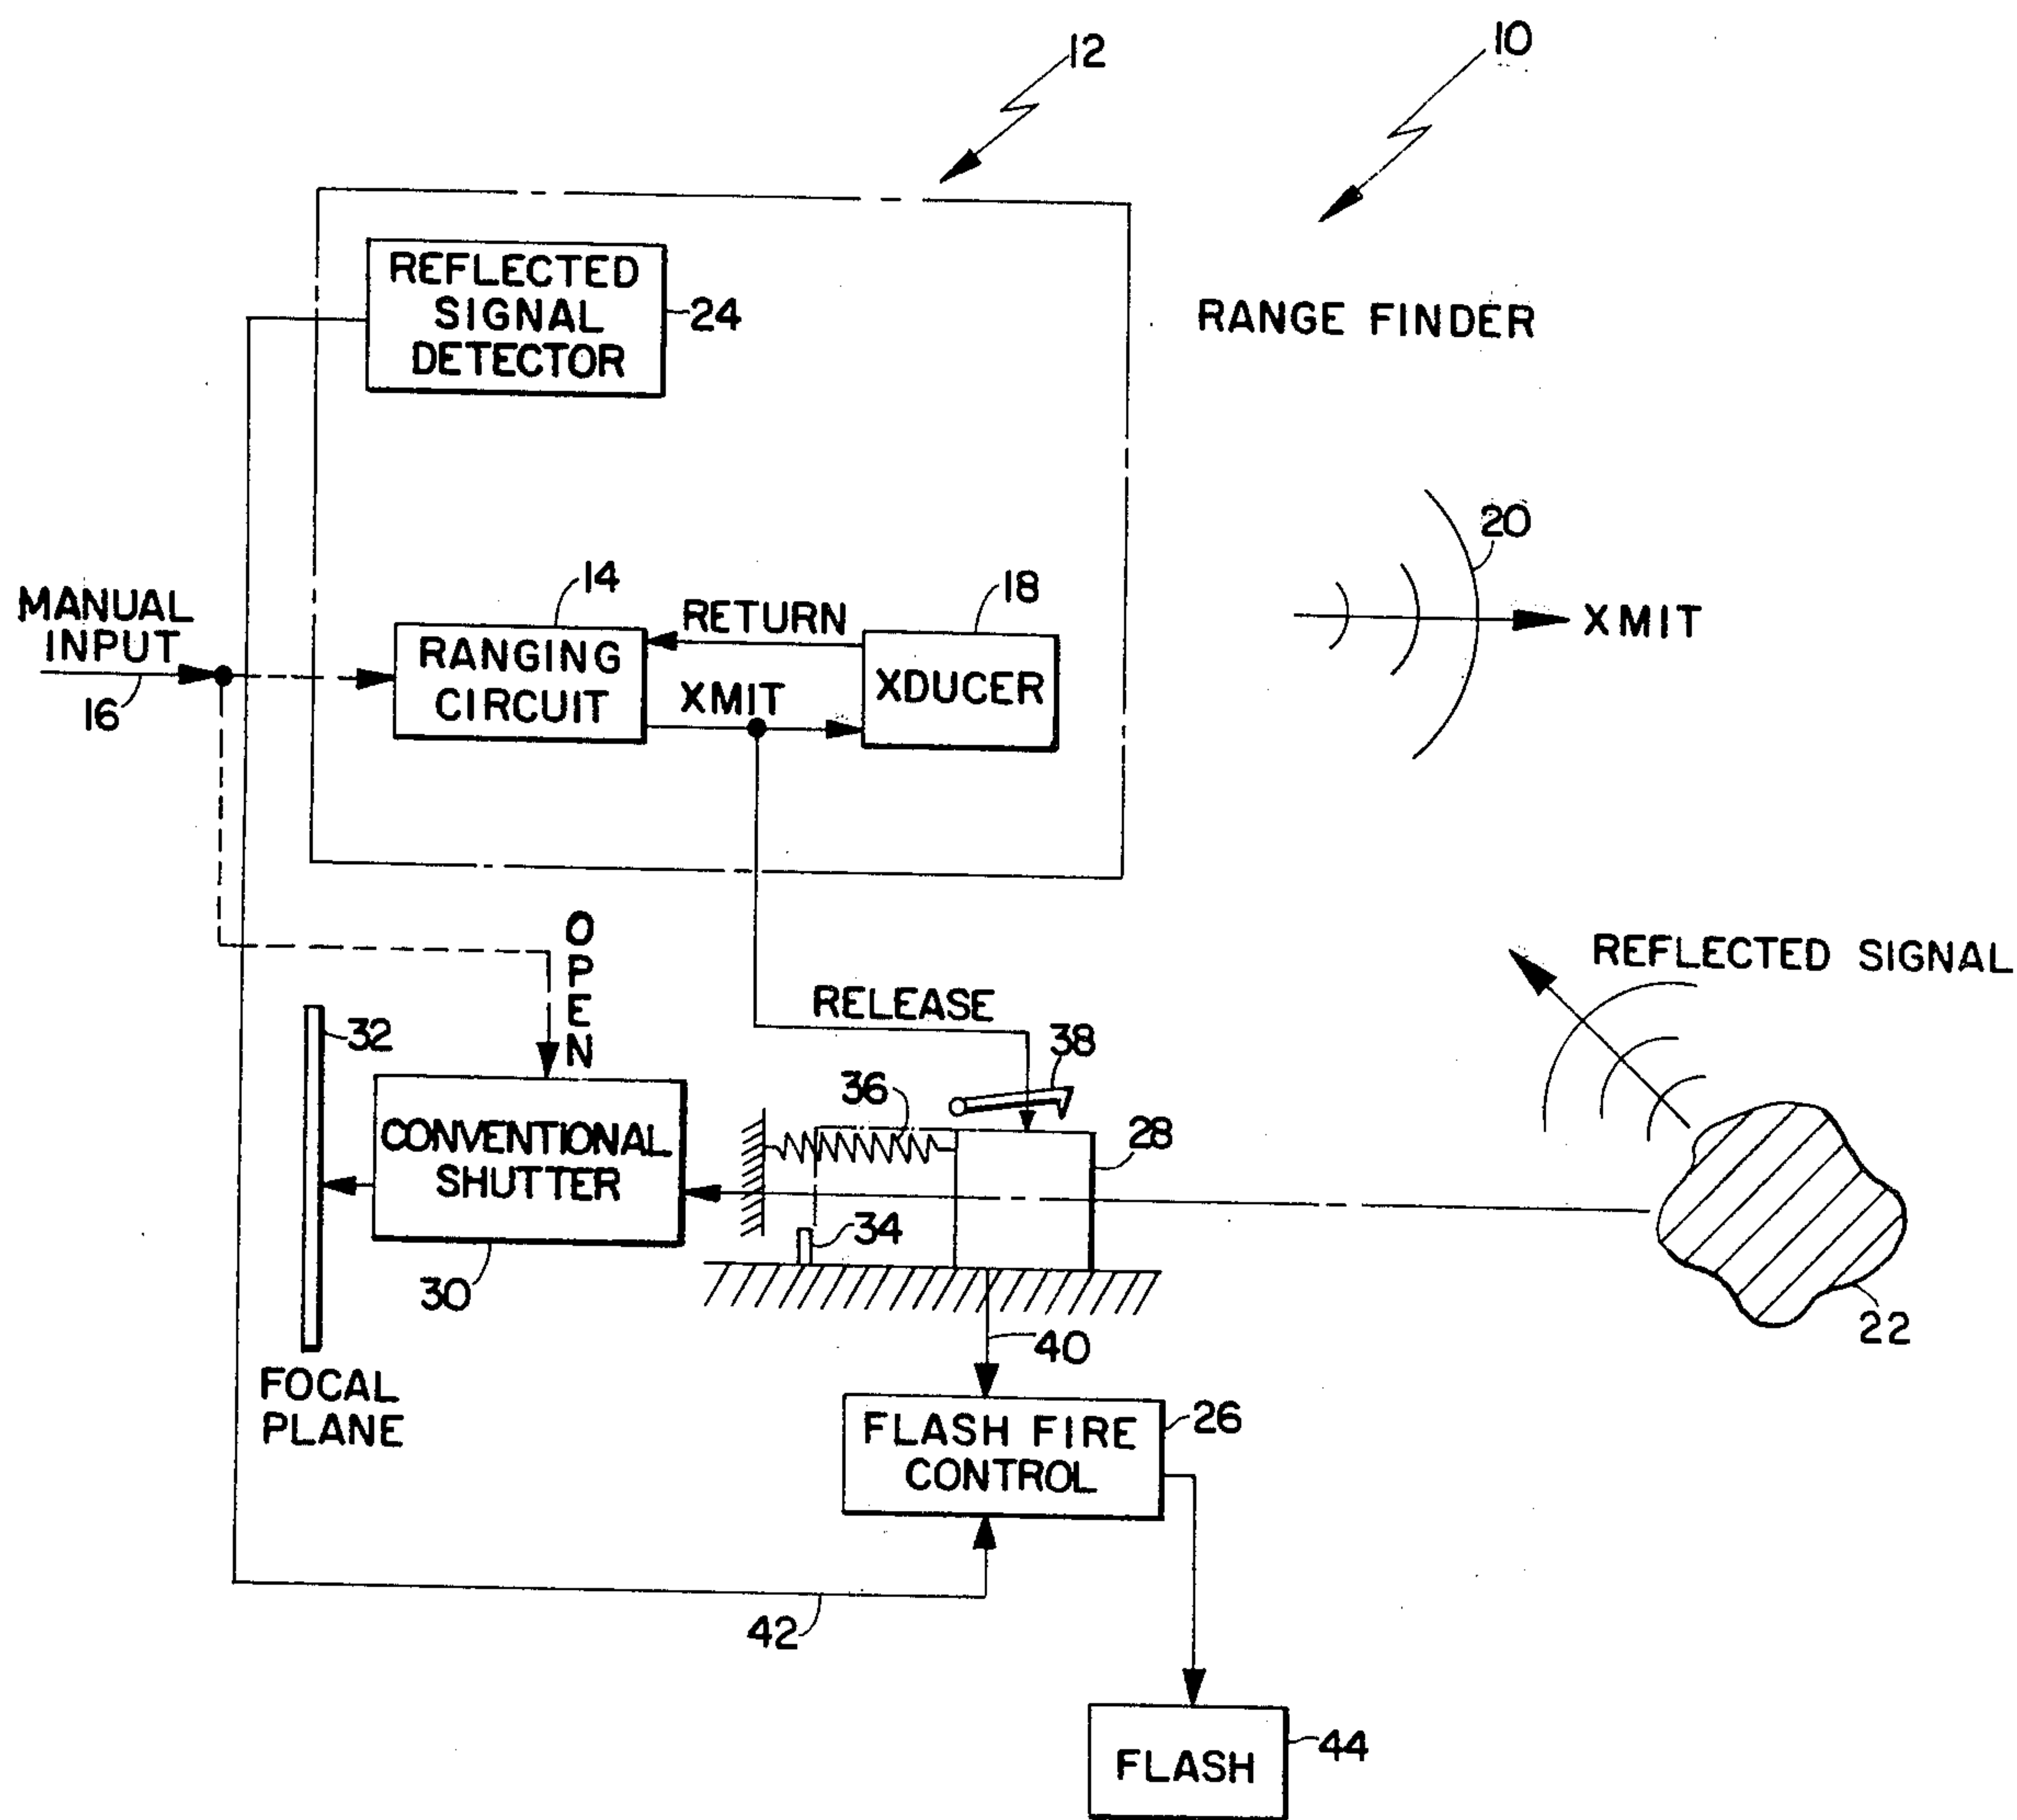 12
10
REFLECTED
SIGNAL
DETECTOR
24
RANGE FINDER
20
XMIT
MANUAL
INPUT
16
14
RANGING
CIRCUIT
RETURN
XMIT
18
XDUCER
OPEN
RELEASE
REFLECTED SIGNAL
32
38
36
28
CONVENTIONAL
SHUTTER
34
30
22
40
FOCAL
PLANE
FLASH FIRE
CONTROL
26
42
44
FLASH